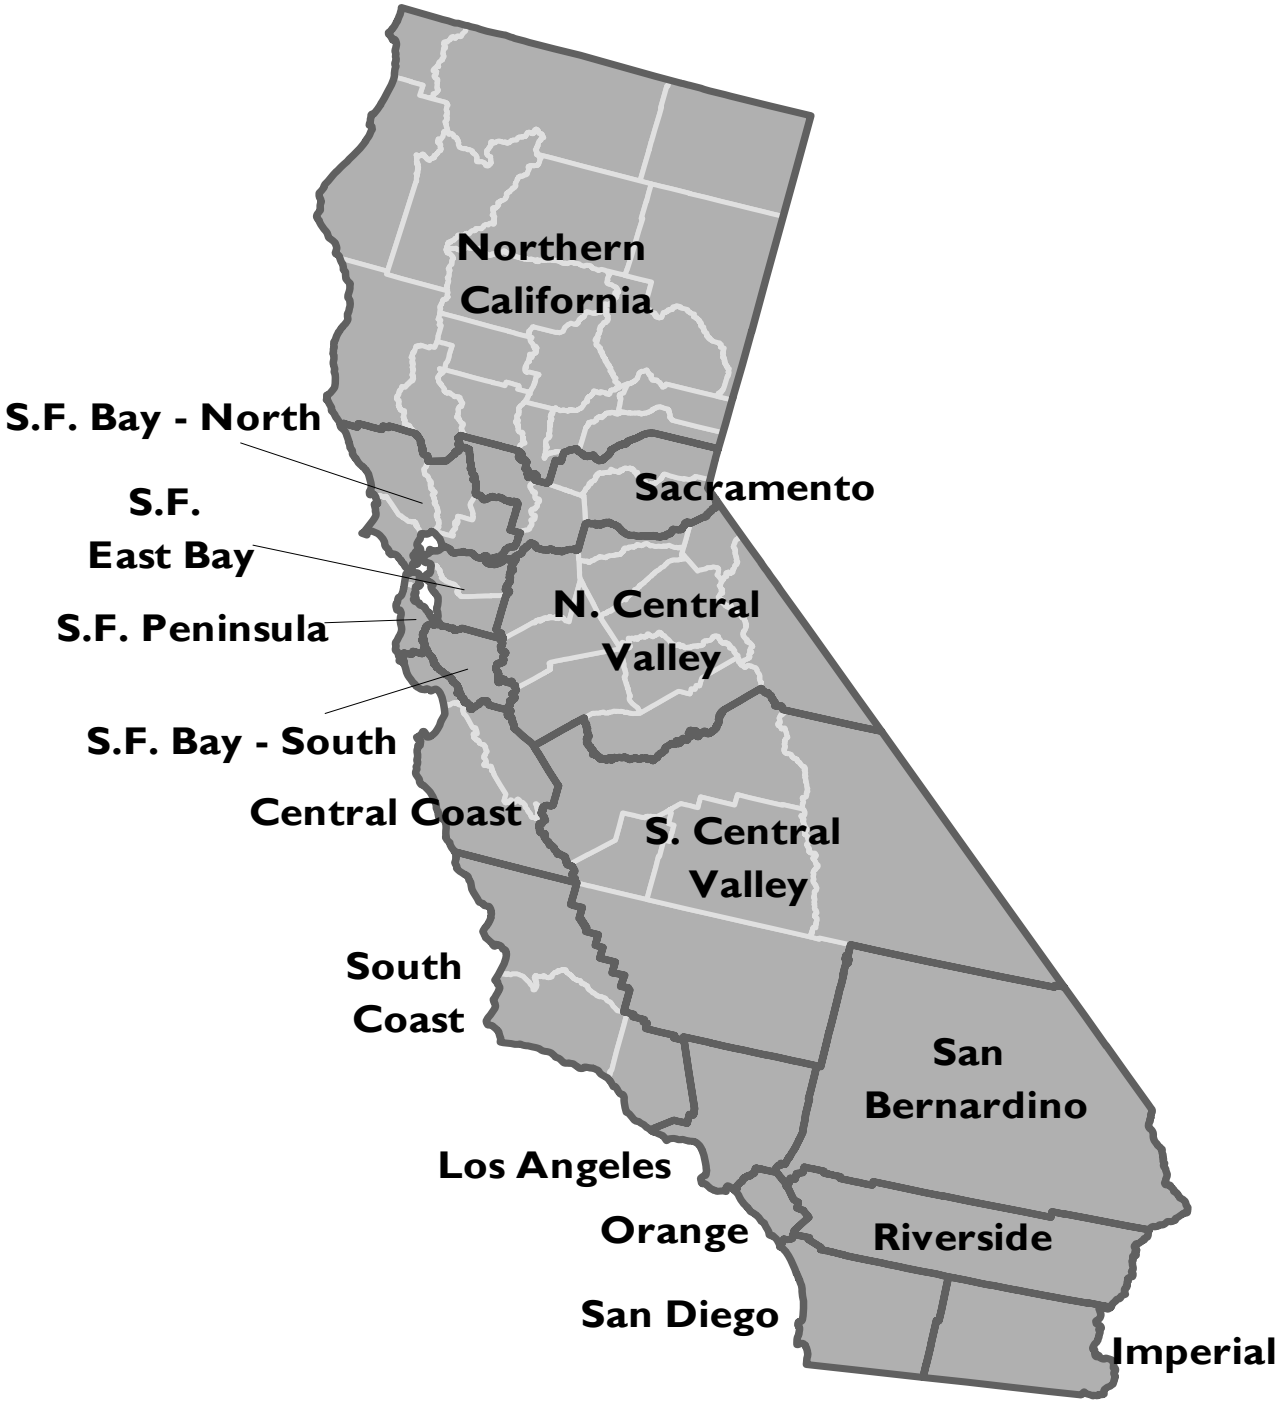 Northern
California
S.F. Bay - North
Sacramento
S.F.
East Bay
N. Central
Valley
S.F. Peninsula
S.F. Bay - South
Central Coast
S. Central
Valley
South
Coast
San
Bernardino
Los Angeles
Orange
Riverside
San Diego
Imperial